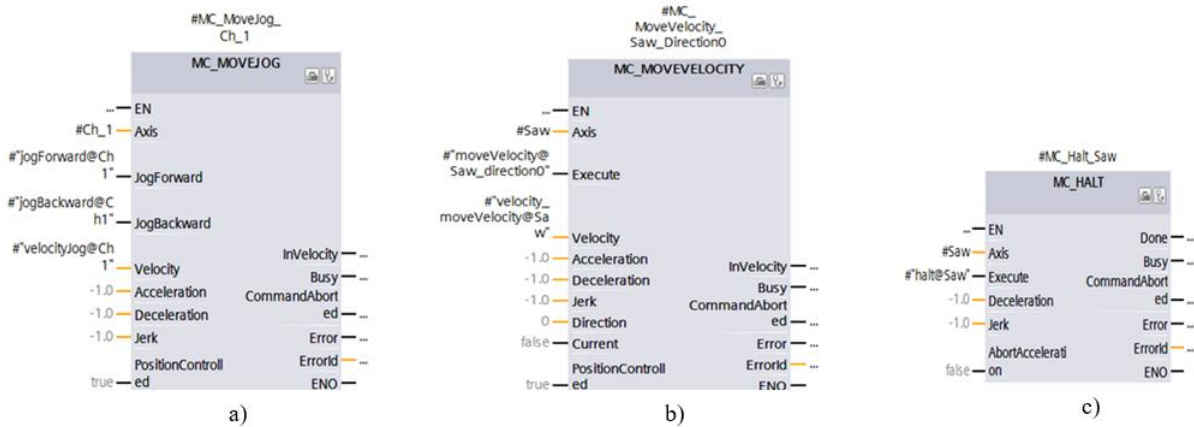 #MC_MoveJog_
Ch_1
MC_MOVEJOG
... EN
#Ch_1 Axis
#"jogForward@Ch
1" JogForward
#"jogBackward@C
h1" JogBackward
#"velocityJog@Ch
1" Velocity
InVelocity ...
-1.0 Acceleration
Busy ...
-1.0 Deceleration
CommandAbort
ed ...
-1.0 Jerk
Error ...
PositionControll
ErrorId ...
true ed
ENO
a)
#MC_
MoveVelocity_
Saw_Direction0
MC_MOVEVELOCITY
... EN
#Saw Axis
#"moveVelocity@
Saw_direction0" Execute
#"velocity_
moveVelocity@Sa
w" Velocity
-1.0 Acceleration
InVelocity ...
-1.0 Deceleration
Busy ...
-1.0 Jerk
CommandAbort
0 Direction
ed ...
false Current
Error ...
PositionControll
ErrorId ...
true ed
ENO
b)
#MC_Halt_Saw
MC_HALT
... EN
Done ...
#Saw Axis
Busy ...
#"halt@Saw" Execute
CommandAbort
-1.0 Deceleration
ed ...
-1.0 Jerk
Error ...
AbortAccelerati
ErrorId ...
false on
ENO
c)